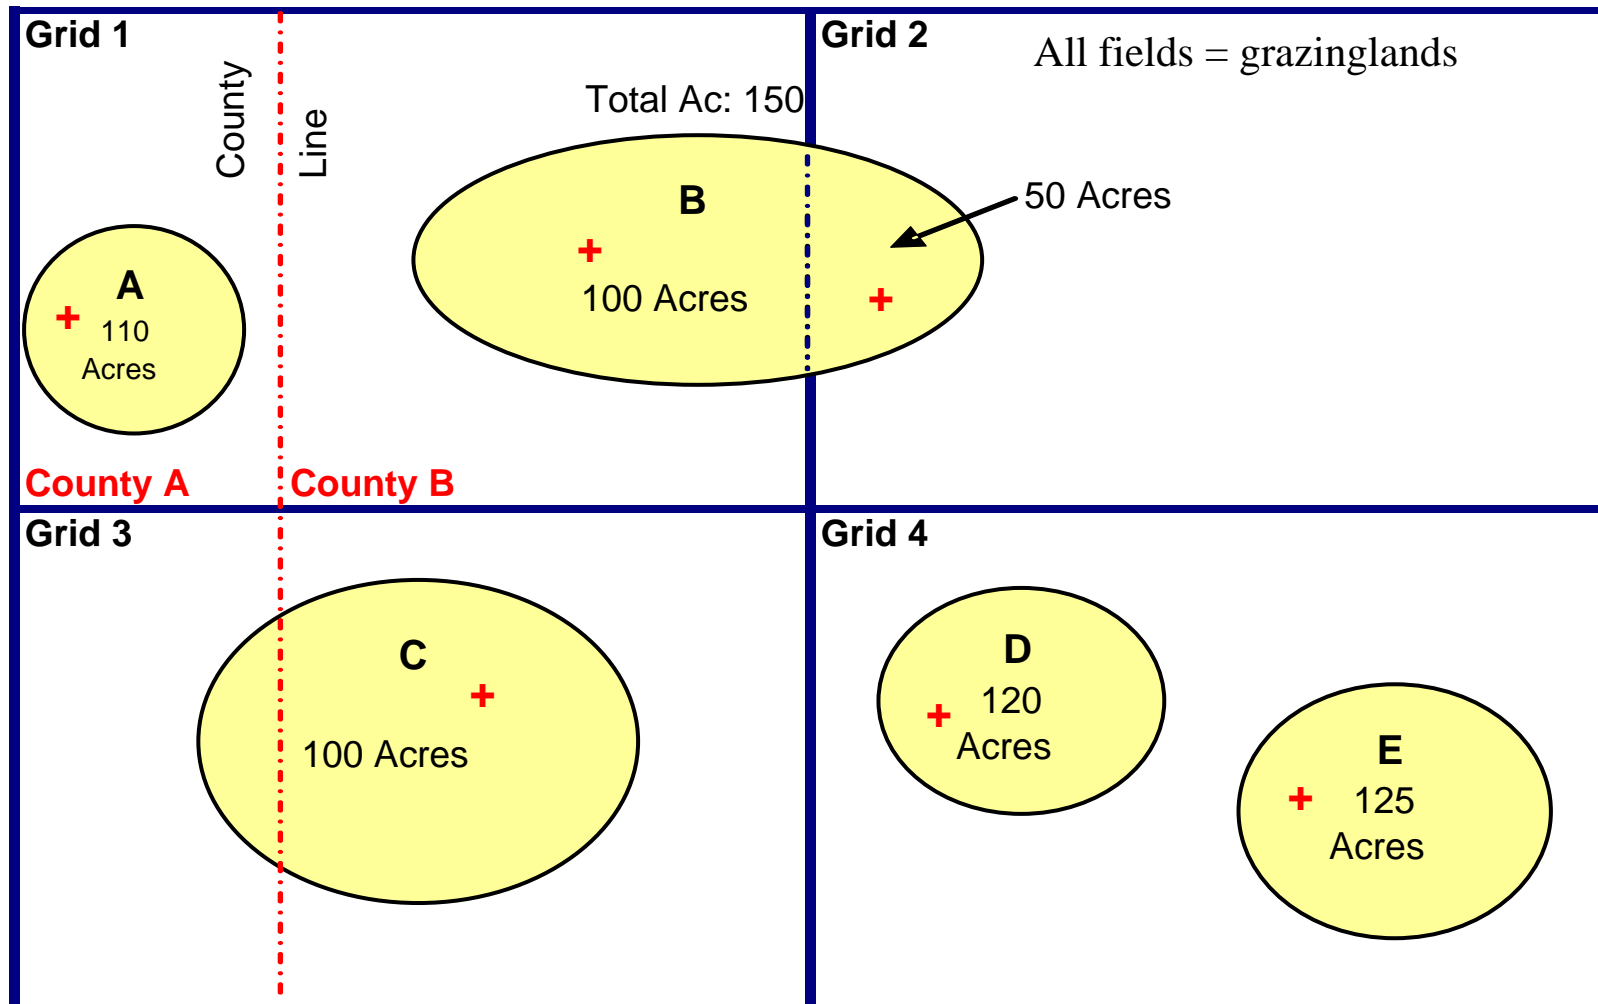 Grid 1
Grid 2
All fields = grazinglands
County
Line
Total Ac: 150
B
50 Acres
100 Acres
A
110
Acres
County A
County B
Grid 3
Grid 4
C
100 Acres
D
120
Acres
E
125
Acres